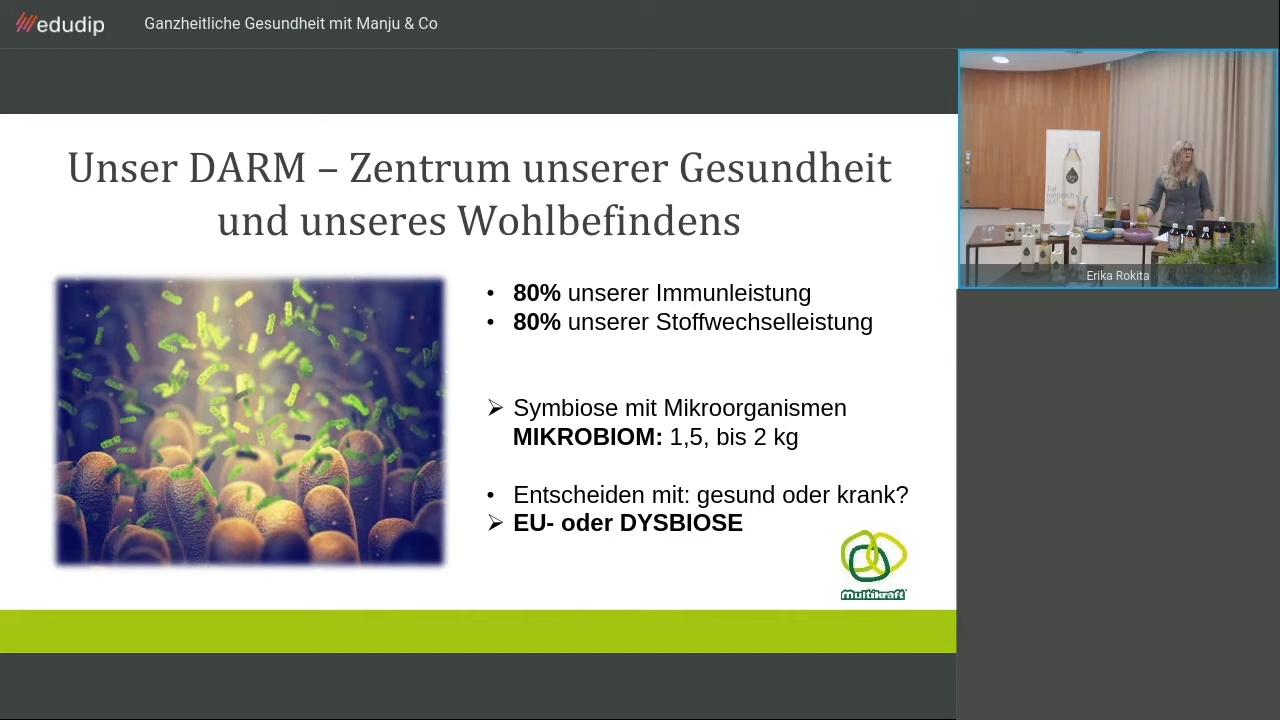 edudip
Ganzheitliche Gesundheit mit Manju & Co
Unser DARM – Zentrum unserer Gesundheit
und unseres Wohlbefindens
• 80% unserer Immunleistung
• 80% unserer Stoffwechselleistung
➢ Symbiose mit Mikroorganismen
MIKROBIOM: 1,5, bis 2 kg
• Entscheiden mit: gesund oder krank?
➢ EU- oder DYSBIOSE
multikraft
Erika Rokita